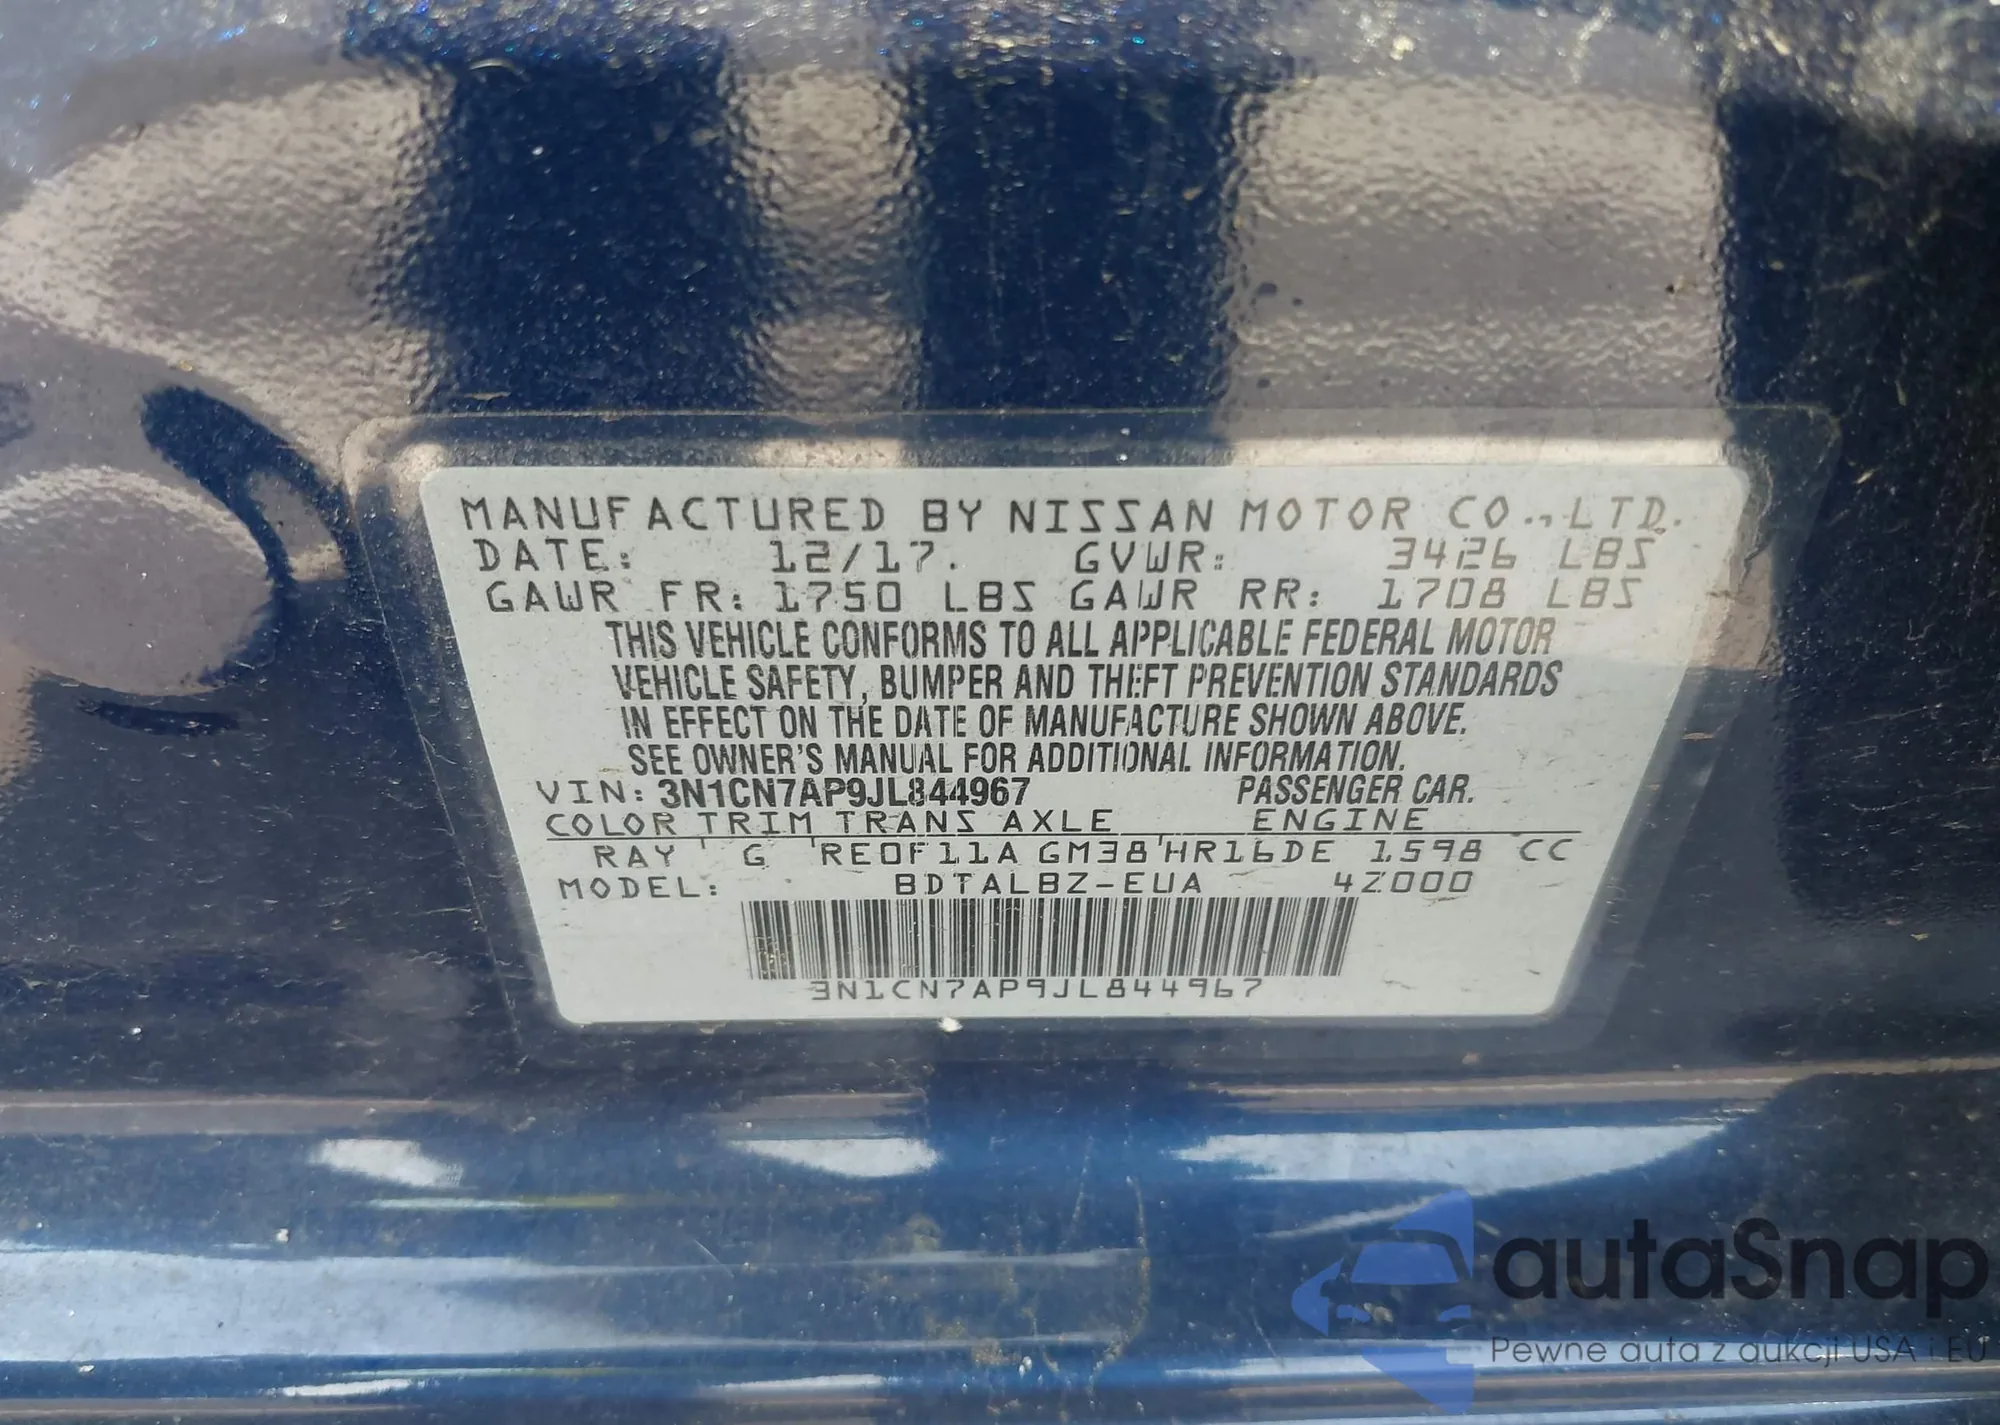 MANUFACTURED BY NISSAN MOTOR CO., LTD.
DATE: 12/17. GVWR: 3426 LBS
GAWR FR: 1750 LBS GAWR RR: 1708 LBS
THIS VEHICLE CONFORMS TO ALL APPLICABLE FEDERAL MOTOR
VEHICLE SAFETY, BUMPER AND THEFT PREVENTION STANDARDS
IN EFFECT ON THE DATE OF MANUFACTURE SHOWN ABOVE.
SEE OWNER'S MANUAL FOR ADDITIONAL INFORMATION.
VIN: 3N1CN7AP9JL844967 PASSENGER CAR.
COLOR TRIM TRANS AXLE ENGINE
RAY ' G 'RE0F11A GM38'HR16DE 1598 CC
MODEL: BDTALBZ-EUA 4Z000
3N1CN7AP9JL844967
autaSnap
Pewne auta z aukcji USA i EU